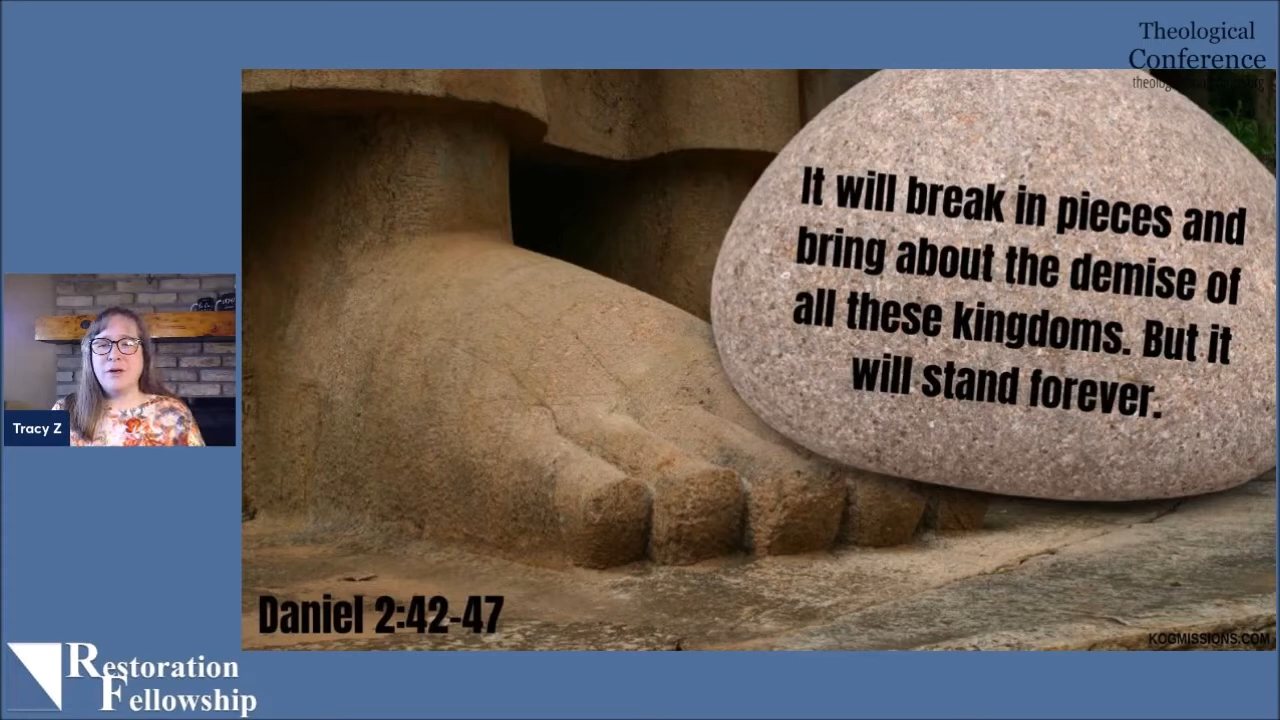 Theological
Conference
It will break in pieces and
bring about the demise of
all these kingdoms. But it
will stand forever.
Tracy Z
Daniel 2:42-47
KOGMISSIONS.COM
Restoration
Fellowship